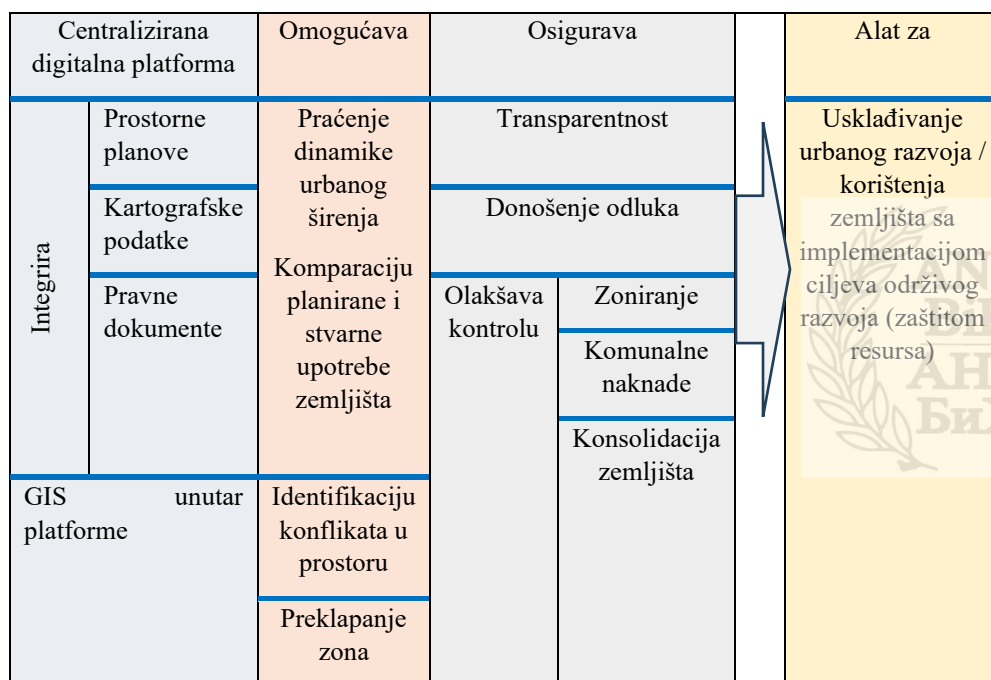 Centralizirana
digitalna platforma
Omogućava
Osigurava
Alat za
Integrira
Prostorne
planove
Kartografske
podatke
Pravne
dokumente
Praćenje
dinamike
urbanog
širenja
Komparaciju
planirane i
stvarne
upotrebe
zemljišta
Transparentnost
Donošenje odluka
Olakšava
kontrolu
Zoniranje
Komunalne
naknade
Konsolidacija
zemljišta
Usklađivanje
urbanog razvoja /
korištenja
zemljišta sa
implementacijom
ciljeva održivog
razvoja (zaštitom
resursa)
GIS unutar
platforme
Identifikaciju
konflikata u
prostoru
Preklapanje
zona